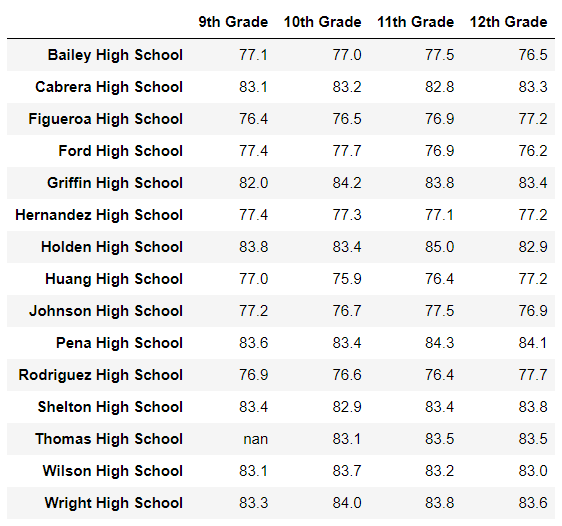 9th Grade 10th Grade 11th Grade 12th Grade
Bailey High School 77.1 77.0 77.5 76.5
Cabrera High School 83.1 83.2 82.8 83.3
Figueroa High School 76.4 76.5 76.9 77.2
Ford High School 77.4 77.7 76.9 76.2
Griffin High School 82.0 84.2 83.8 83.4
Hernandez High School 77.4 77.3 77.1 77.2
Holden High School 83.8 83.4 85.0 82.9
Huang High School 77.0 75.9 76.4 77.2
Johnson High School 77.2 76.7 77.5 76.9
Pena High School 83.6 83.4 84.3 84.1
Rodriguez High School 76.9 76.6 76.4 77.7
Shelton High School 83.4 82.9 83.4 83.8
Thomas High School nan 83.1 83.5 83.5
Wilson High School 83.1 83.7 83.2 83.0
Wright High School 83.3 84.0 83.8 83.6